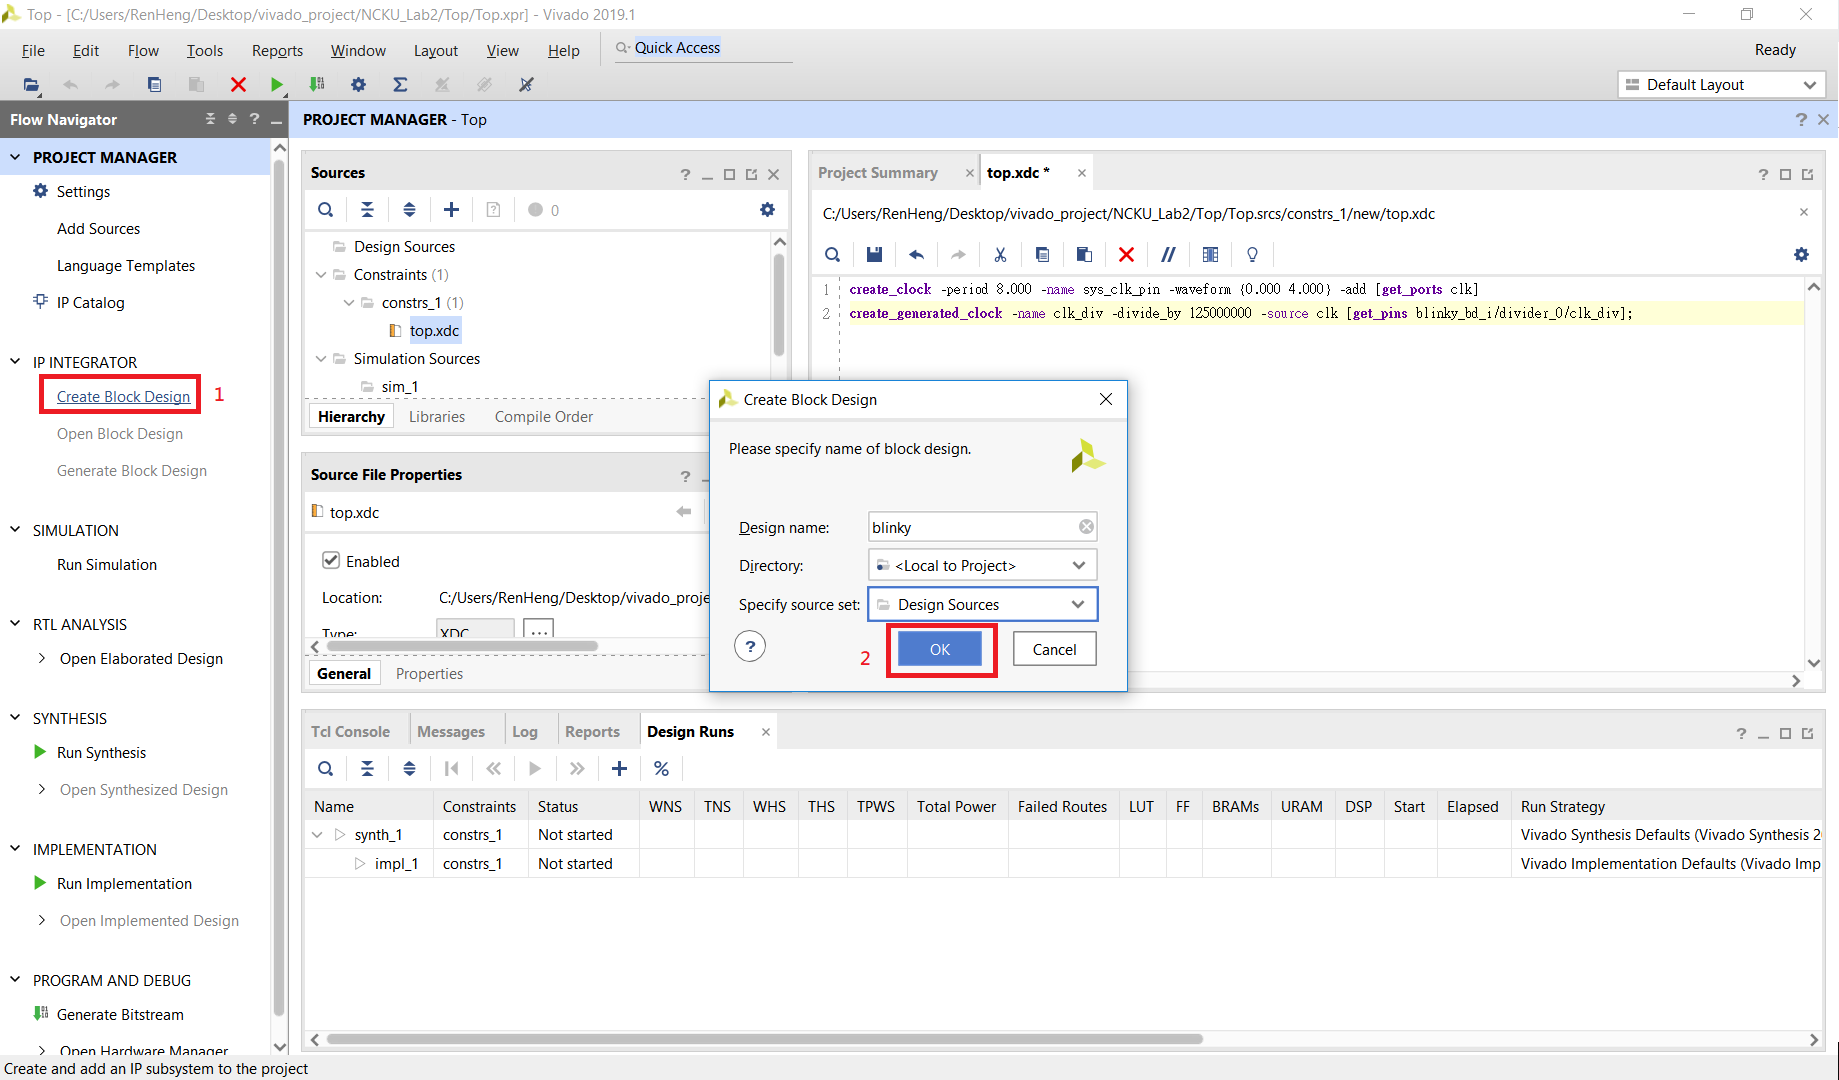 Top - [C:/Users/RenHeng/Desktop/vivado_project/NCKU_Lab2/Top/Top.xpr] - Vivado 2019.1
File Edit Flow Tools Reports Window Layout View Help Quick Access Ready
Default Layout
Flow Navigator
PROJECT MANAGER
Settings
Add Sources
Language Templates
IP Catalog
IP INTEGRATOR
Create Block Design 1
Open Block Design
Generate Block Design
SIMULATION
Run Simulation
RTL ANALYSIS
Open Elaborated Design
SYNTHESIS
Run Synthesis
Open Synthesized Design
IMPLEMENTATION
Run Implementation
Open Implemented Design
PROGRAM AND DEBUG
Generate Bitstream
Open Hardware Manager
PROJECT MANAGER - Top
Sources
0
Design Sources
Constraints (1)
constrs_1 (1)
top.xdc
Simulation Sources
sim_1
Hierarchy Libraries Compile Order
Source File Properties
top.xdc
Enabled
Location: C:/Users/RenHeng/Desktop/vivado_proje
Type: XDC ...
General Properties
Project Summary top.xdc *
C:/Users/RenHeng/Desktop/vivado_project/NCKU_Lab2/Top/Top.srcs/constrs_1/new/top.xdc
1 create_clock -period 8.000 -name sys_clk_pin -waveform {0.000 4.000} -add [get_ports clk]
2 create_generated_clock -name clk_div -divide_by 125000000 -source clk [get_pins blinky_bd_i/divider_0/clk_div];
Create Block Design
Please specify name of block design.
Design name: blinky
Directory: <Local to Project>
Specify source set: Design Sources
? 2 OK Cancel
Tcl Console Messages Log Reports Design Runs
Name Constraints Status WNS TNS WHS THS TPWS Total Power Failed Routes LUT FF BRAMs URAM DSP Start Elapsed Run Strategy
synth_1 constrs_1 Not started Vivado Synthesis Defaults (Vivado Synthesis 2
impl_1 constrs_1 Not started Vivado Implementation Defaults (Vivado Imp
Create and add an IP subsystem to the project